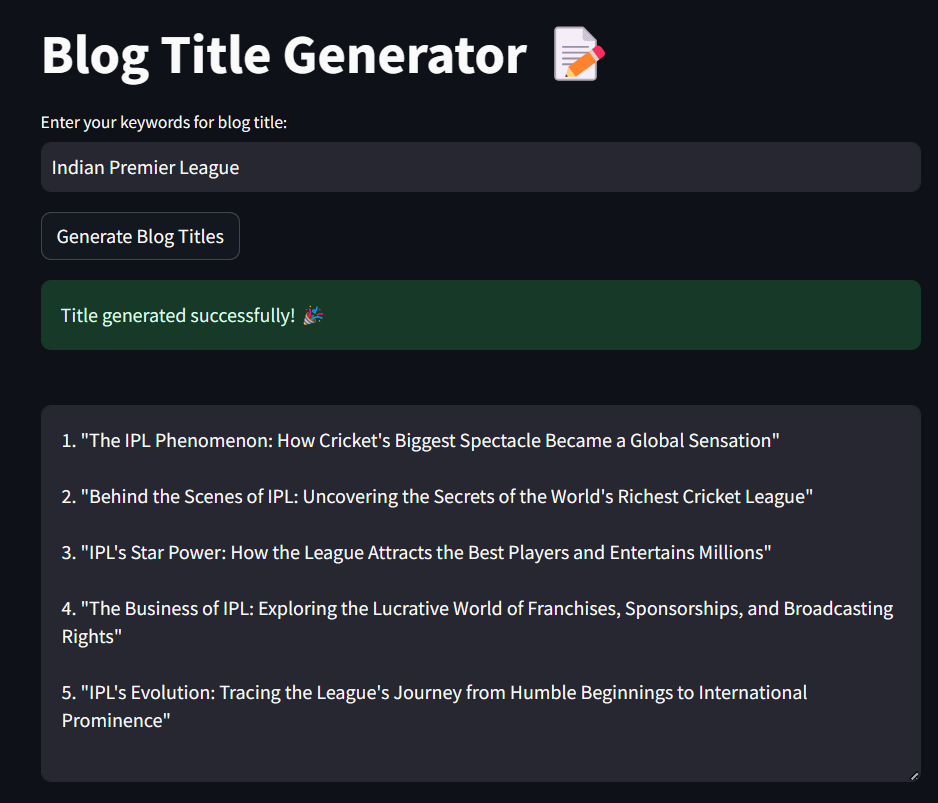 Blog Title Generator
Enter your keywords for blog title:
Indian Premier League
Generate Blog Titles
Title generated successfully! 🎉
1. "The IPL Phenomenon: How Cricket's Biggest Spectacle Became a Global Sensation"
2. "Behind the Scenes of IPL: Uncovering the Secrets of the World's Richest Cricket League"
3. "IPL's Star Power: How the League Attracts the Best Players and Entertains Millions"
4. "The Business of IPL: Exploring the Lucrative World of Franchises, Sponsorships, and Broadcasting
Rights"
5. "IPL's Evolution: Tracing the League's Journey from Humble Beginnings to International
Prominence"